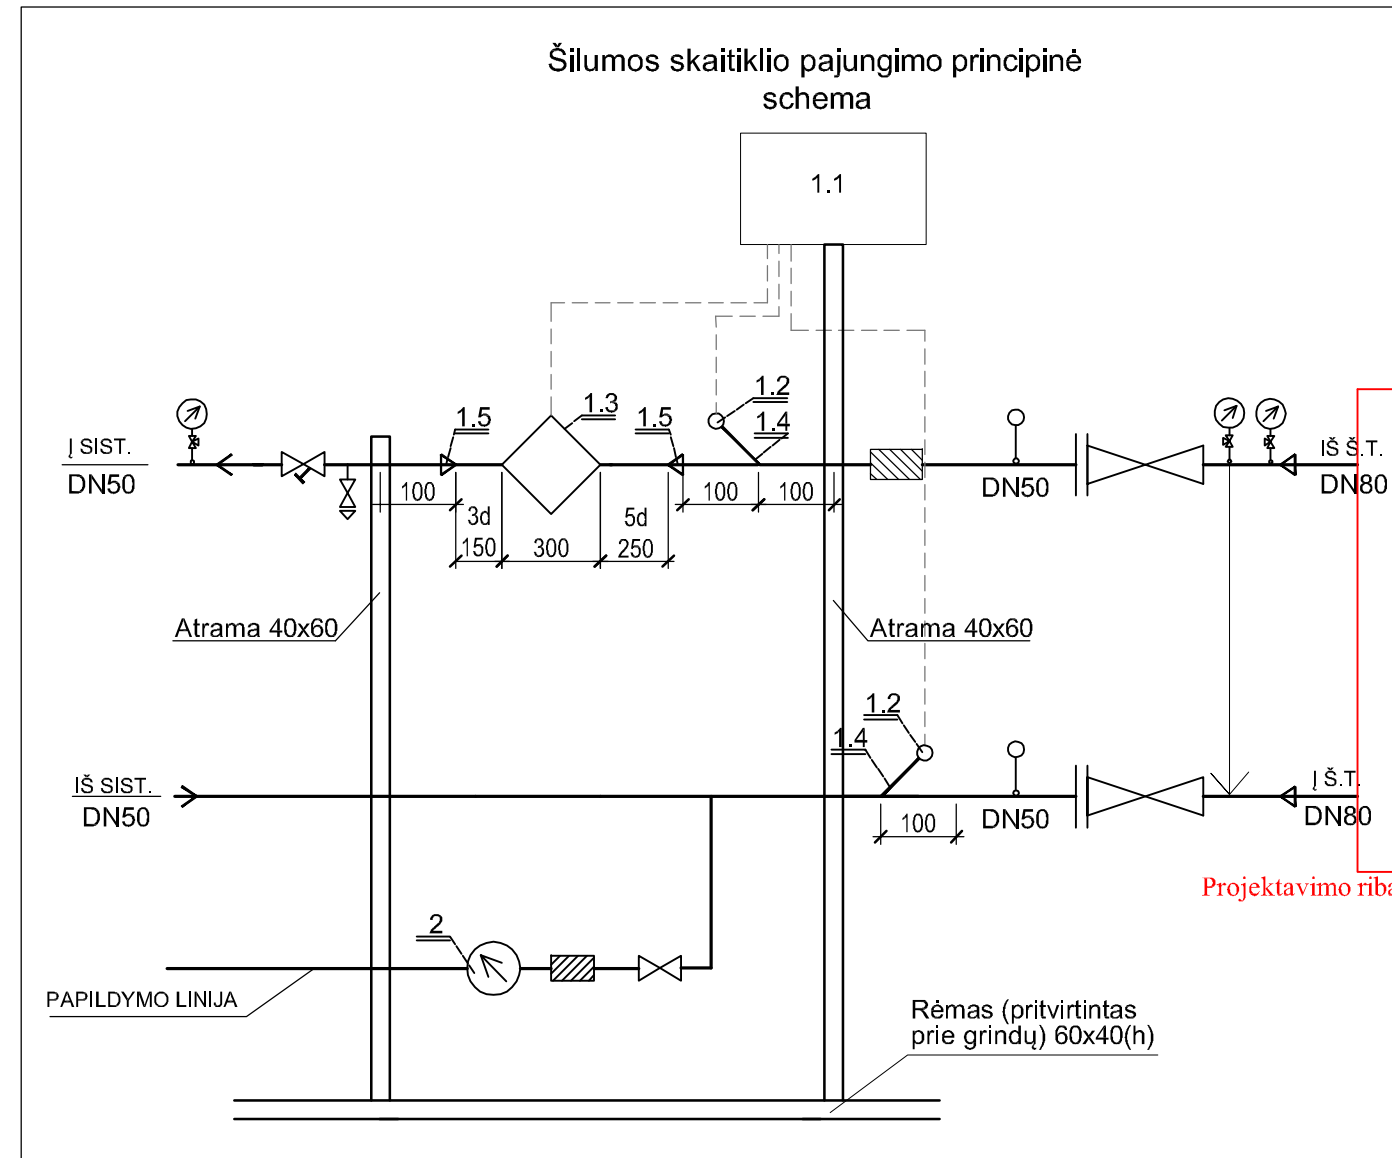 Šilumos skaitiklio pajungimo principinė
schema
1.1
1.2
1.3
1.5
1.5
1.4
Į SIST.
DN50
IŠ Š.T.
DN80
DN50
100
3d
150
300
5d
250
100
100
Atrama 40x60
Atrama 40x60
1.2
1.4
IŠ SIST.
DN50
Į Š.T.
DN80
DN50
100
Projektavimo riba
2
PAPILDYMO LINIJA
Rėmas (pritvirtintas
prie grindų) 60x40(h)